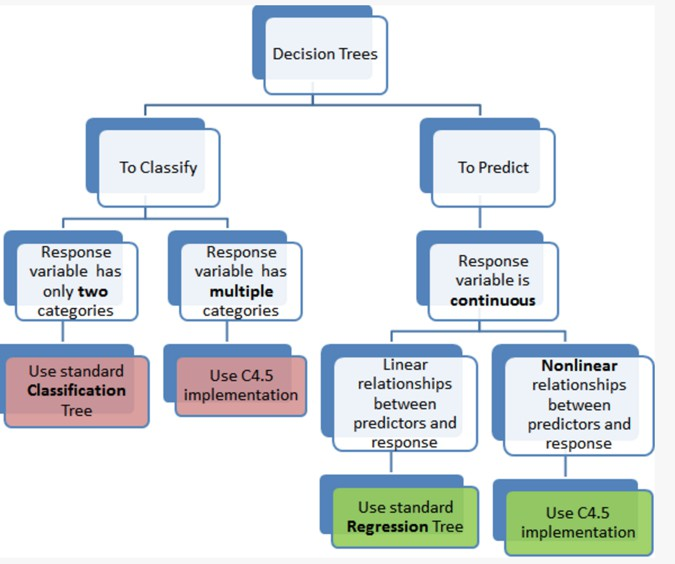 Decision Trees
To Classify
To Predict
Response
variable has
only two
categories
Response
variable has
multiple
categories
Response
variable is
continuous
Use standard
Classification
Tree
Use C4.5
implementation
Linear
relationships
between
predictors and
response
Nonlinear
relationships
between
predictors and
response
Use standard
Regression Tree
Use C4.5
implementation